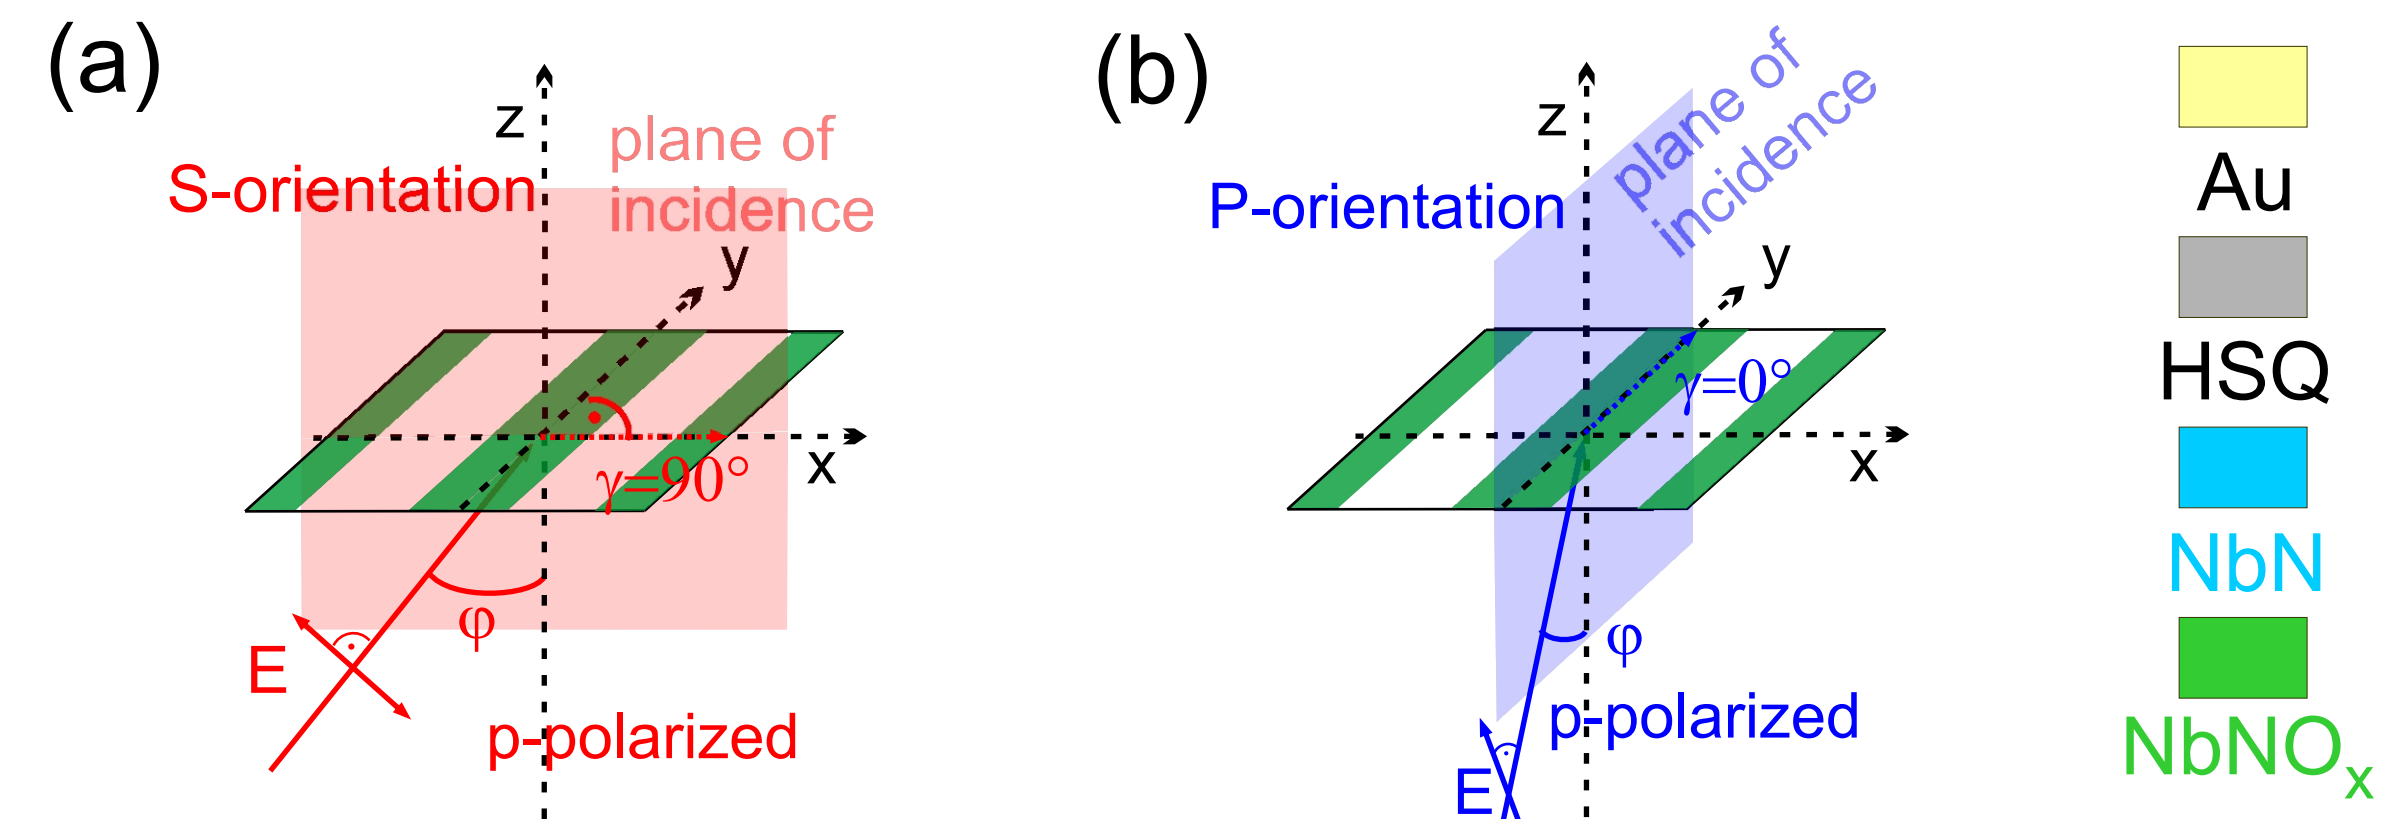 (a)
z
plane of
incidence
S-orientation
y
x
γ=90°
φ
E
p-polarized
(b)
z
plane of
incidence
P-orientation
y
γ=0°
x
φ
p-polarized
E
Au
HSQ
NbN
NbNOₓ